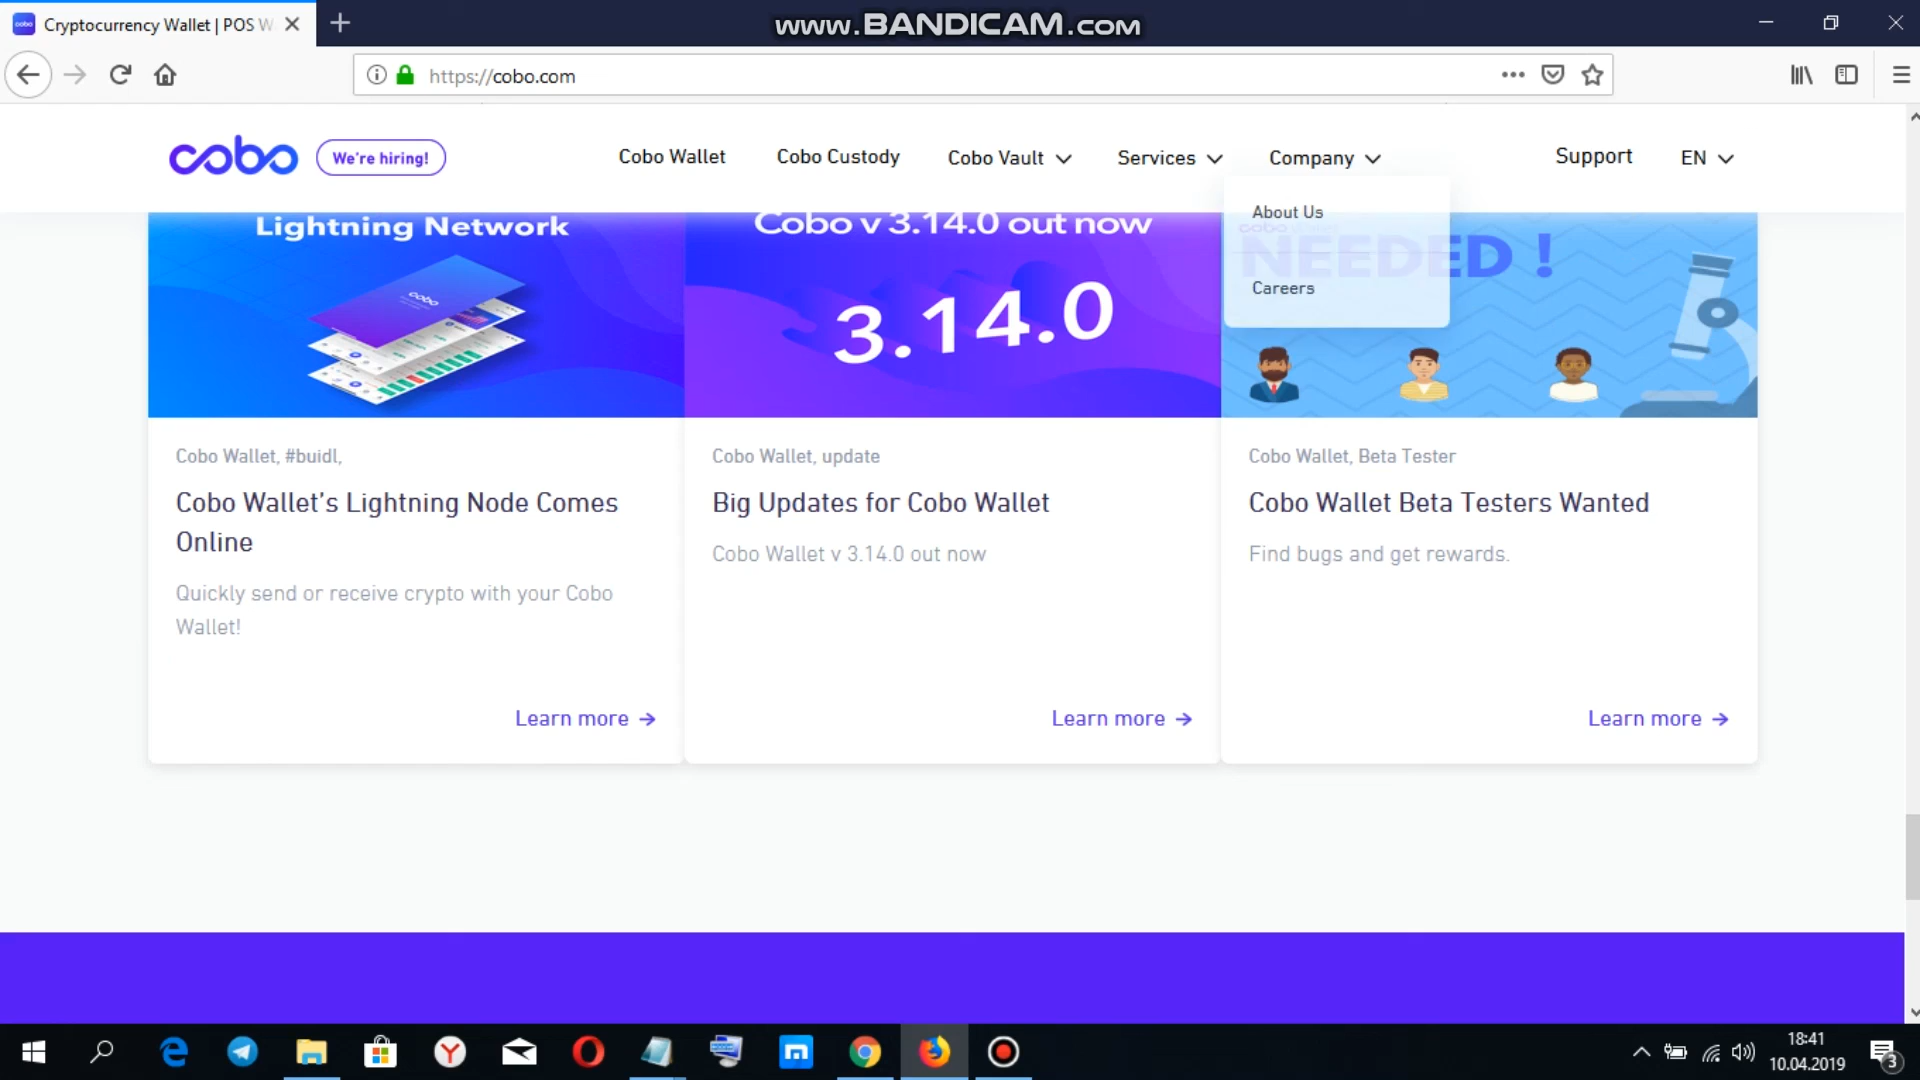 Cryptocurrency Wallet | POS W
www.BANDICAM.com
https://cobo.com
cobo
We're hiring!
Cobo Wallet
Cobo Custody
Cobo Vault
Services
Company
Support
EN
About Us
Careers
Lightning Network
cobo
Cobo v 3.14.0 out now
3.14.0
NEEDED !
Cobo Wallet, #buidl,
Cobo Wallet’s Lightning Node Comes
Online
Quickly send or receive crypto with your Cobo
Wallet!
Learn more →
Cobo Wallet, update
Big Updates for Cobo Wallet
Cobo Wallet v 3.14.0 out now
Learn more →
Cobo Wallet, Beta Tester
Cobo Wallet Beta Testers Wanted
Find bugs and get rewards.
Learn more →
18:41
10.04.2019
3